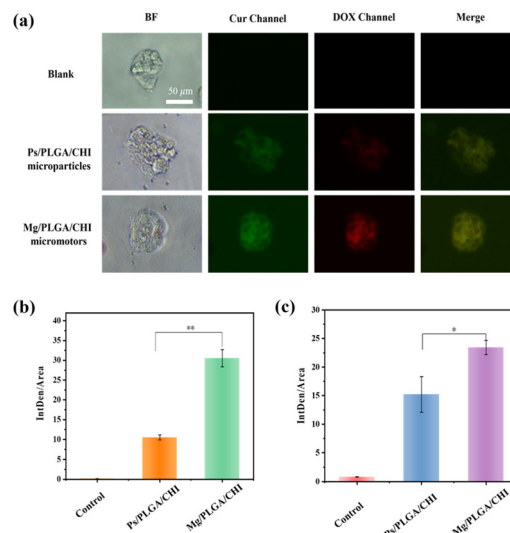 (a)
BF
Cur Channel
DOX Channel
Merge
Blank
50 μm
Ps/PLGA/CHI
microparticles
Mg/PLGA/CHI
micromotors
(b)
IntDen/Area
40
35
30
25
20
15
10
5
0
**
Control
Ps/PLGA/CHI
Mg/PLGA/CHI
(c)
IntDen/Area
30
25
20
15
10
5
0
*
Control
Ps/PLGA/CHI
Mg/PLGA/CHI